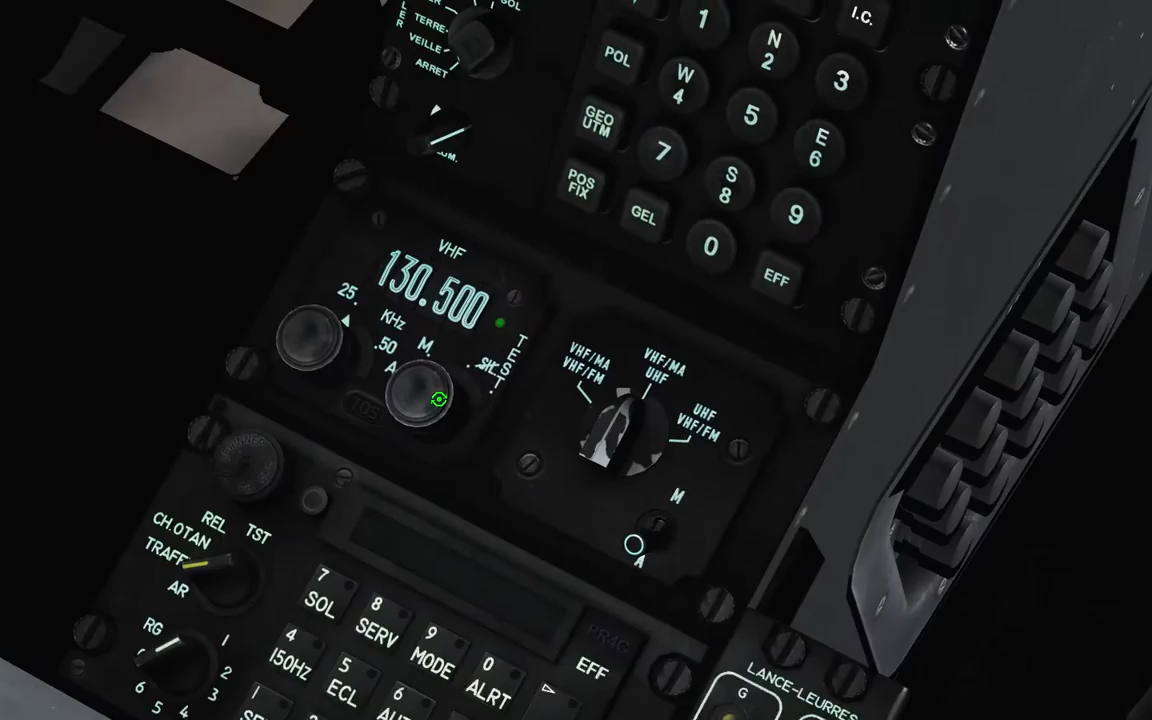 SOL
TERRE
VEILLE
ARRET
1
I.C.
POL
N
2
W
4
3
GEO
UTM
5
E
6
7
POS
FIX
S
8
GEL
9
0
EFF
VHF
130.500
25.
KHz
.50
M.
A
TEST
TOS
VHF/MA
VHF/FM
VHF/MA
UHF
UHF
VHF/FM
M
A
REL
TST
CH.OTAN
TRAFF
AR
7
SOL
8
SERV
9
MODE
0
ALRT
PR4G
EFF
RG
1
2
3
4
5
6
4
150Hz
5
ECL
6
1
LANCE-LEURRES
G